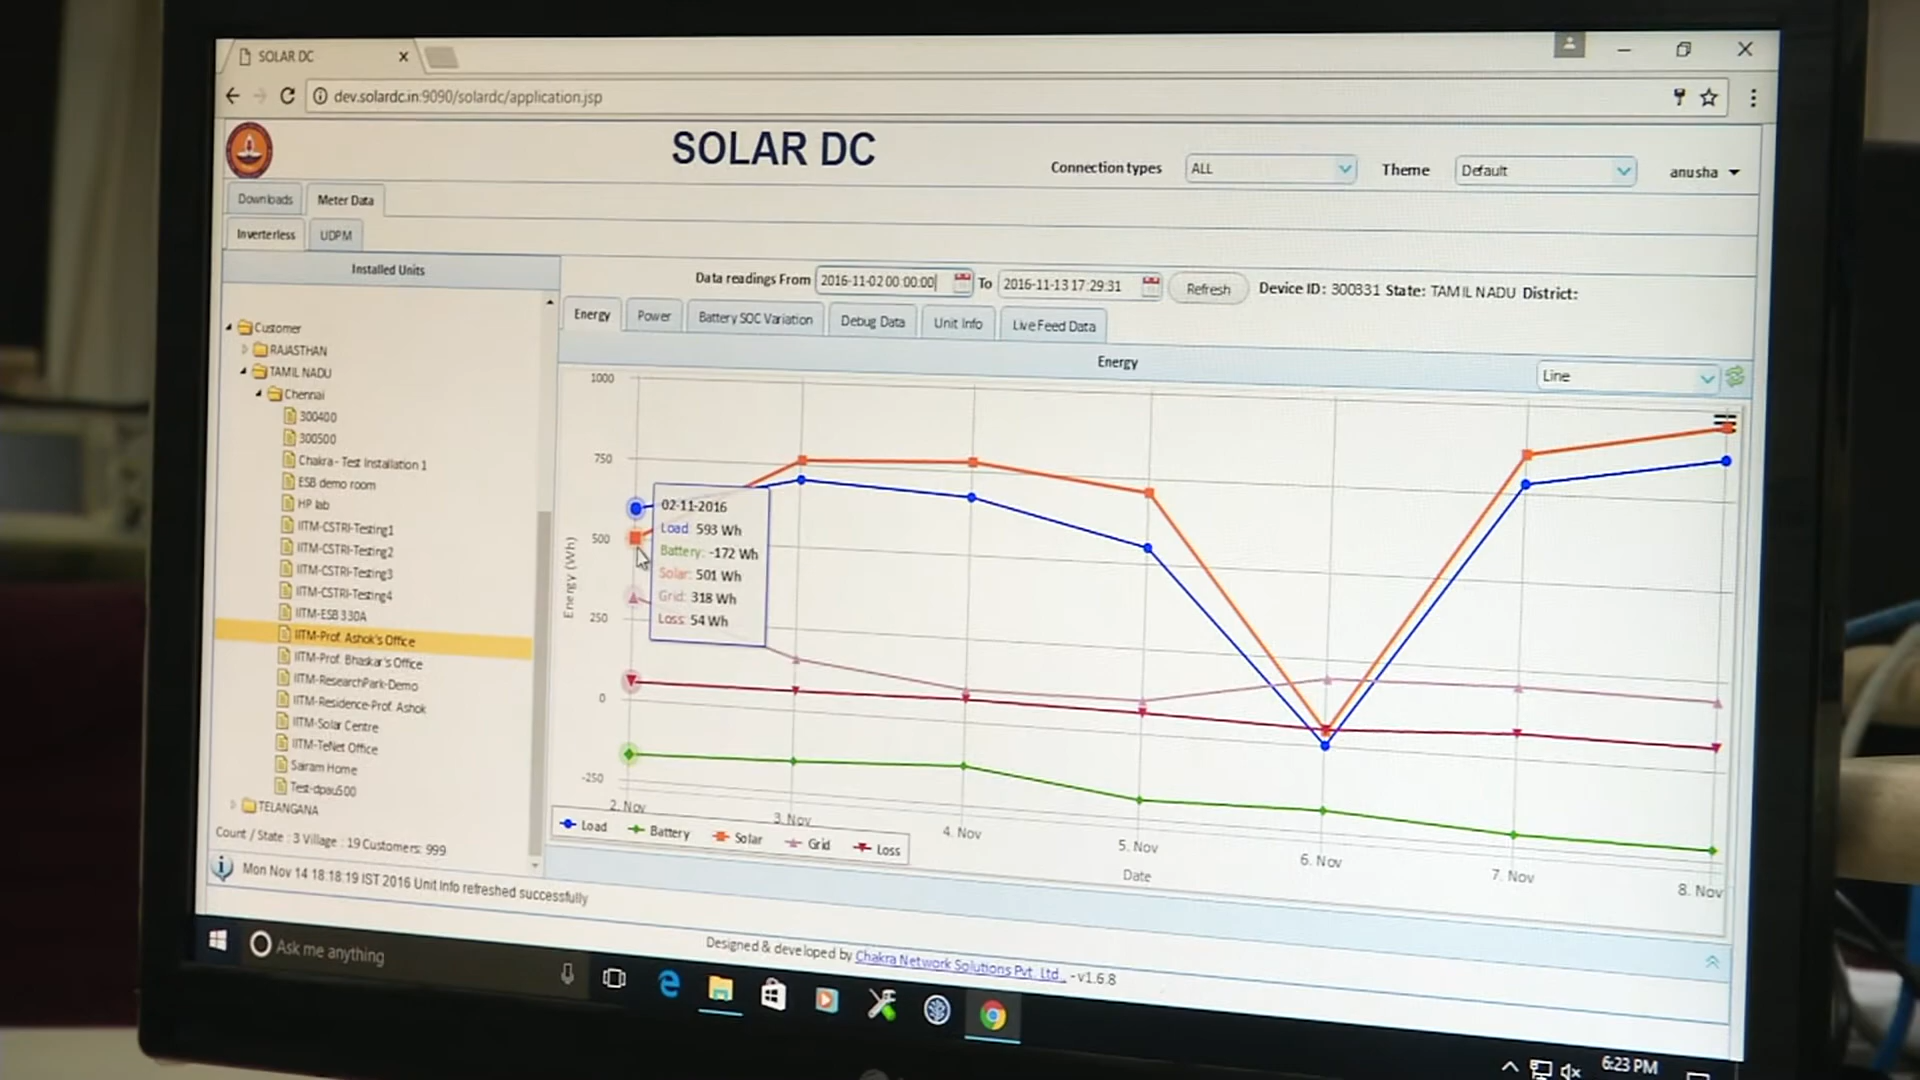 SOLAR DC
dev.solardc.in:9090/solardc/application.jsp
SOLAR DC
Connection types ALL Theme Default anusha
Downloads Meter Data
Inverterless UDPM
Installed Units
Data readings From 2016-11-02 00:00:00 To 2016-11-13 17:29:31 Refresh Device ID: 300331 State: TAMIL NADU District:
Energy Power Battery SOC Variation Debug Data Unit Info Live Feed Data
Customer
RAJASTHAN
TAMIL NADU
Chennai
300400
300500
Chakra - Test Installation 1
ESB demo room
HP lab
IITM-CSTRI-Testing1
IITM-CSTRI-Testing2
IITM-CSTRI-Testing3
IITM-CSTRI-Testing4
IITM-ESB 330A
IITM-Prof. Ashok's Office
IITM-Prof. Bhaskar's Office
IITM-ResearchPark-Demo
IITM-Residence-Prof. Ashok
IITM-Solar Centre
IITM-TeNet Office
Sairam Home
Test-dpau500
TELANGANA
Count / State : 3 Village : 19 Customers: 999
Energy
Line
1000
750
500
250
0
-250
Energy (Wh)
02-11-2016
Load: 593 Wh
Battery: -172 Wh
Solar: 501 Wh
Grid: 318 Wh
Loss: 54 Wh
2. Nov 3. Nov 4. Nov 5. Nov 6. Nov 7. Nov 8. Nov
Date
Load Battery Solar Grid Loss
Mon Nov 14 18:18:19 IST 2016 Unit Info refreshed successfully
Designed & developed by Chakra Network Solutions Pvt. Ltd., - v1.6.8
Ask me anything
6:23 PM